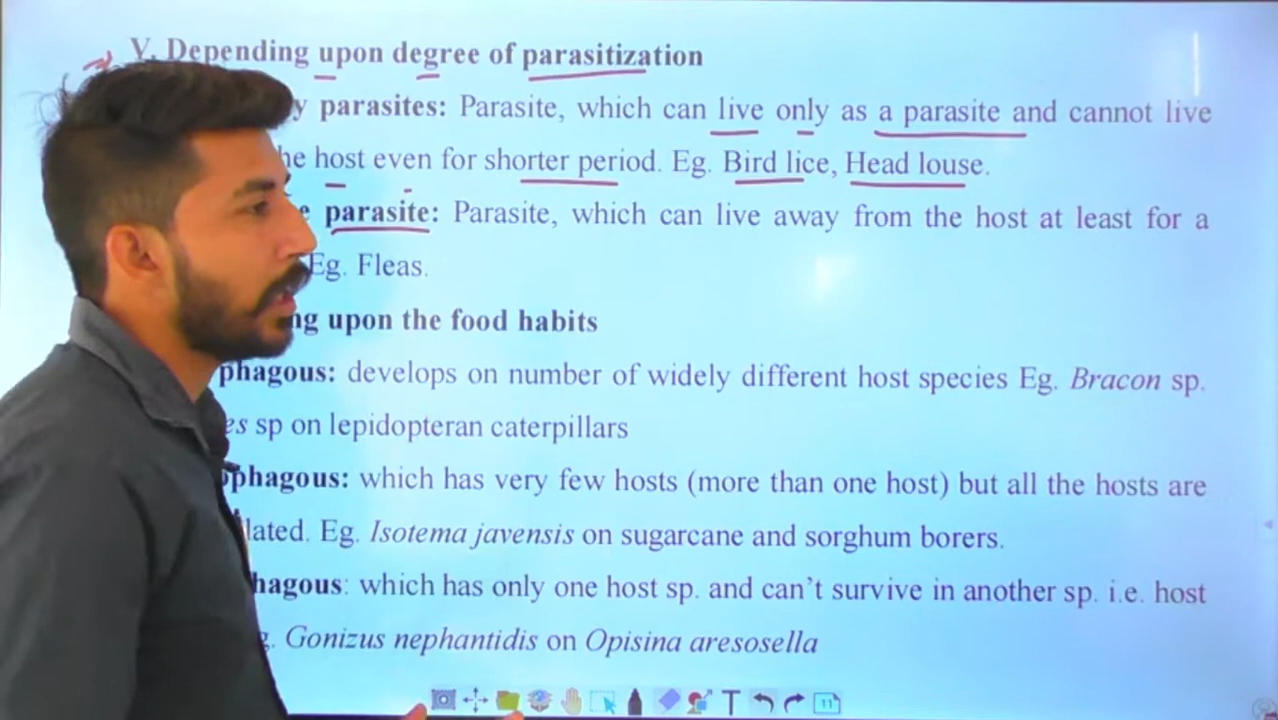 V. Depending upon degree of parasitization
y parasites: Parasite, which can live only as a parasite and cannot live
he host even for shorter period. Eg. Bird lice, Head louse.
e parasite: Parasite, which can live away from the host at least for a
Eg. Fleas.
ng upon the food habits
phagous: develops on number of widely different host species Eg. Bracon sp.
es sp on lepidopteran caterpillars
phagous: which has very few hosts (more than one host) but all the hosts are
lated. Eg. Isotema javensis on sugarcane and sorghum borers.
hagous: which has only one host sp. and can't survive in another sp. i.e. host
g. Gonizus nephantidis on Opisina aresosella
T
11